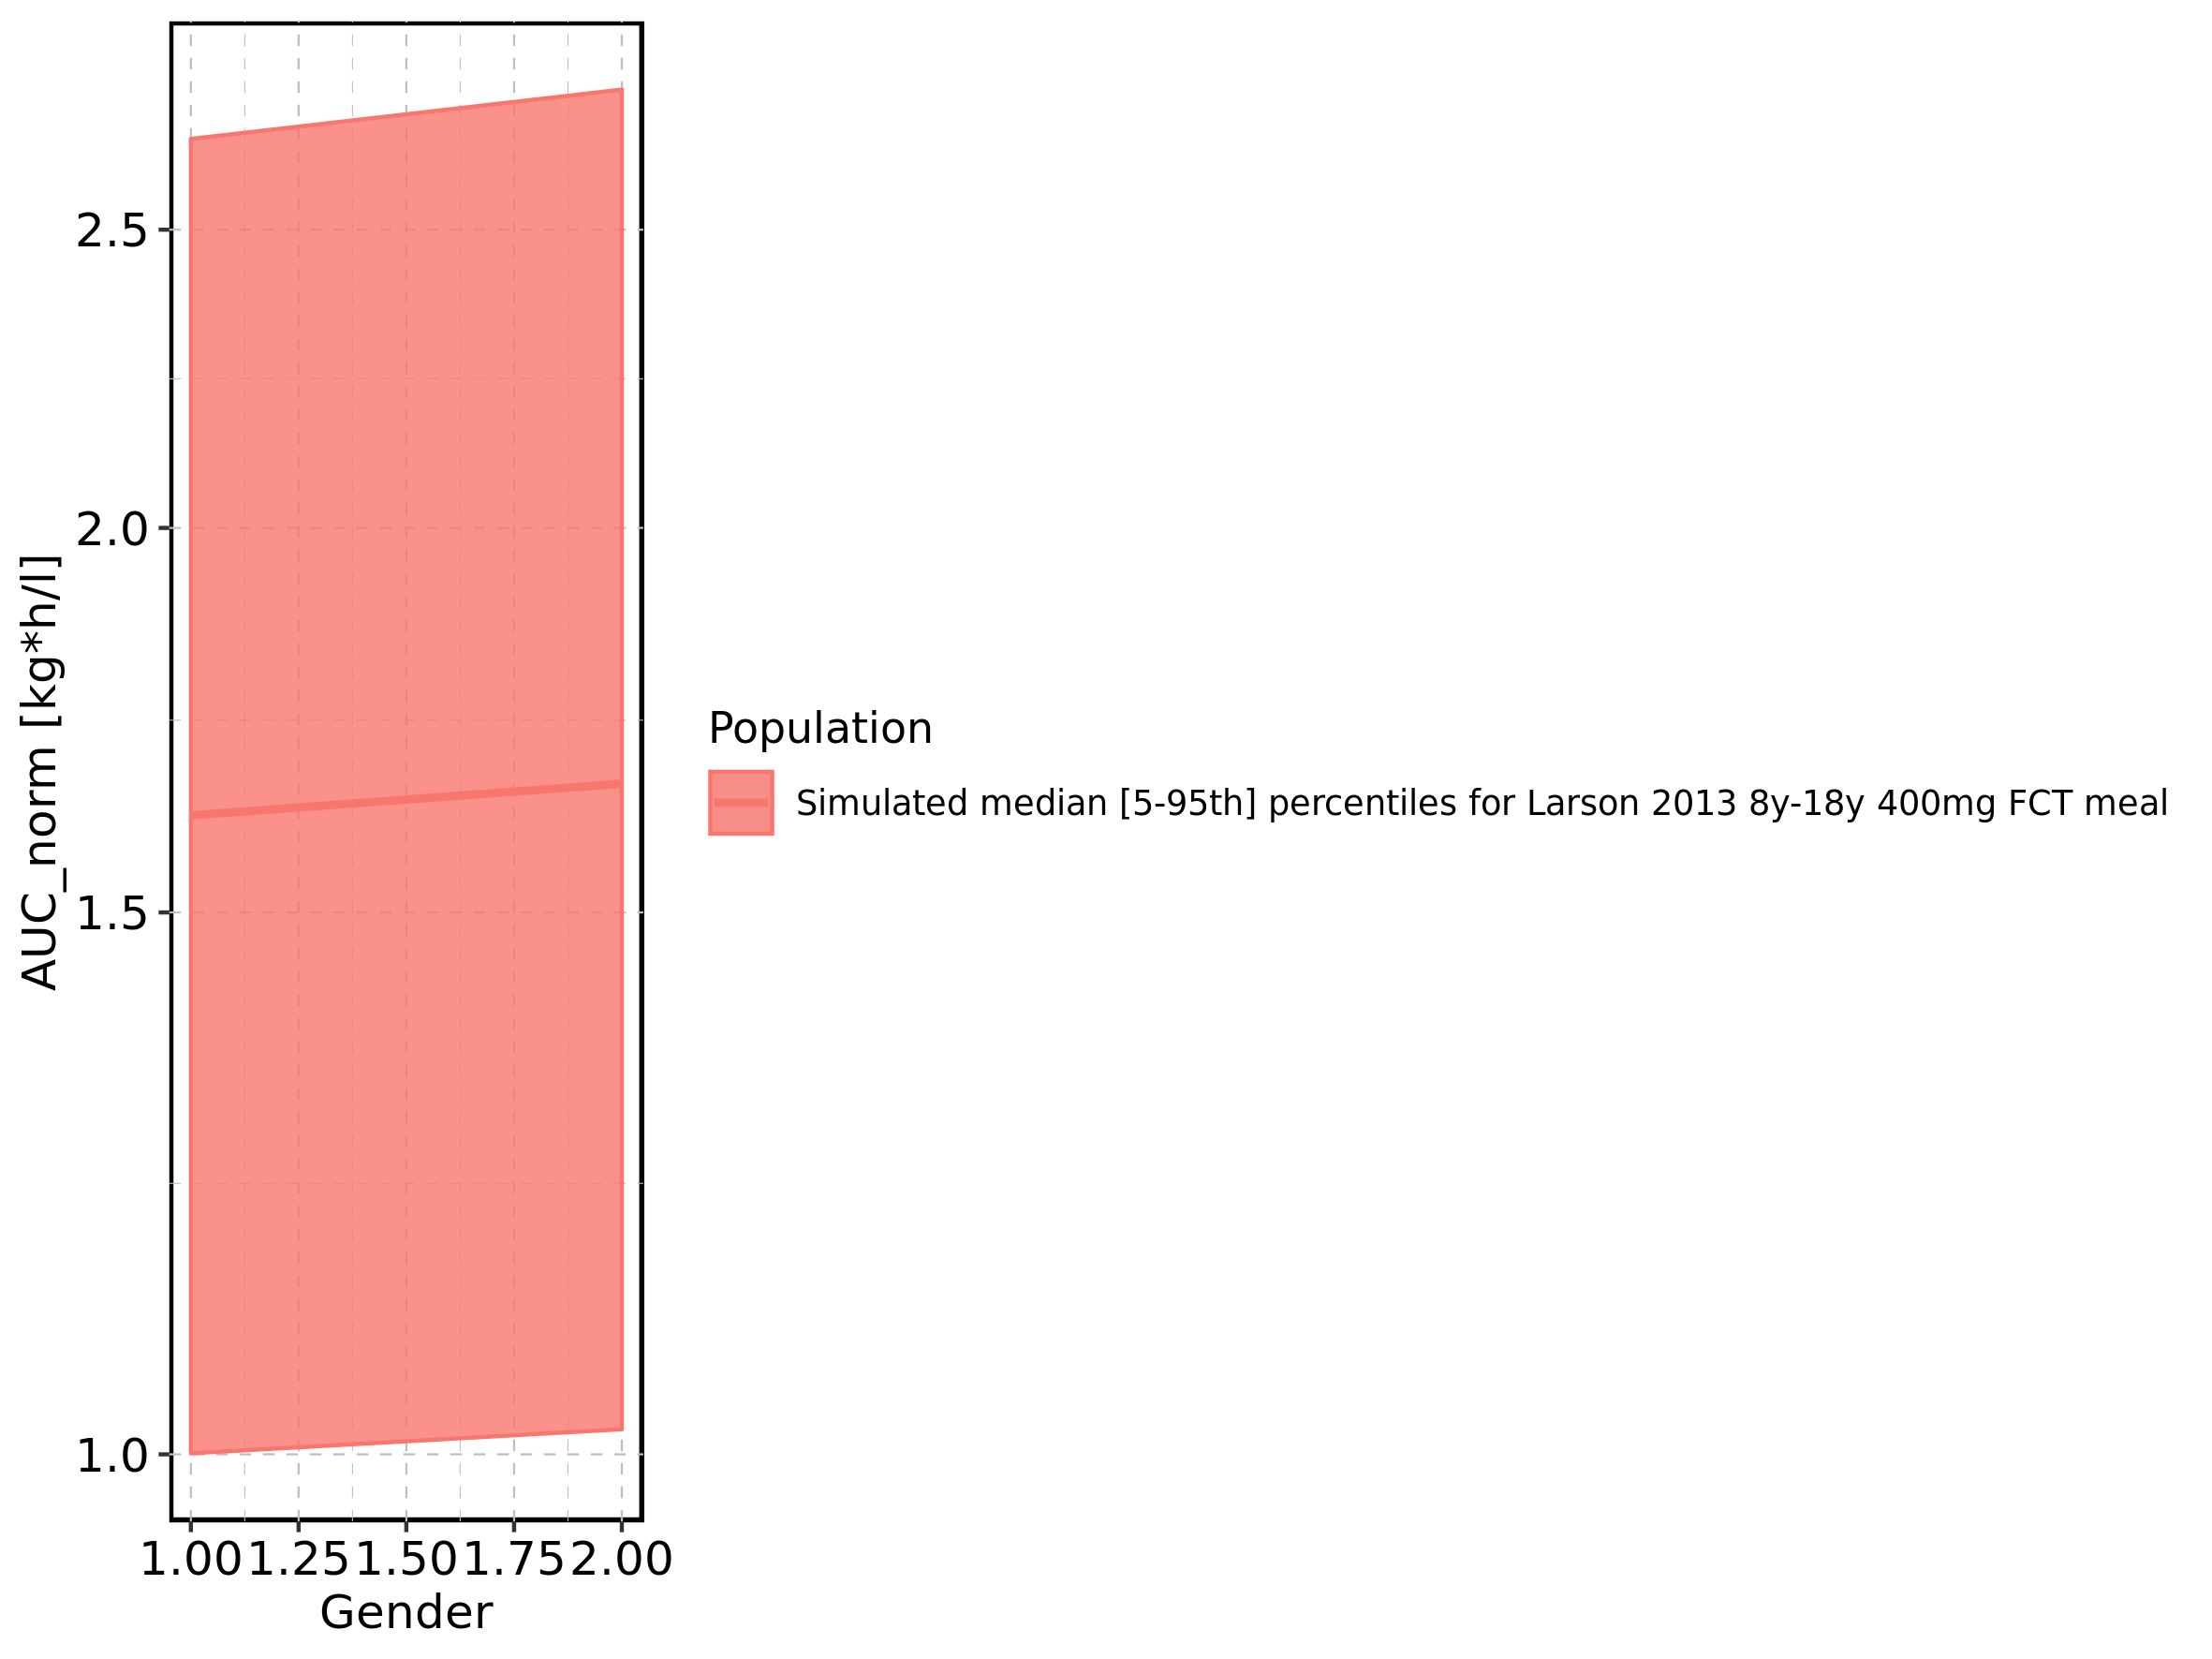 AUC_norm [kg*h/l]
2.5
2.0
1.5
1.0
1.00 1.25 1.50 1.75 2.00
Gender
Population
Simulated median [5-95th] percentiles for Larson 2013 8y-18y 400mg FCT meal